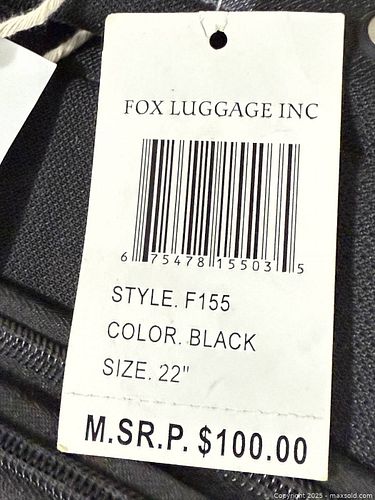 FOX LUGGAGE INC
6 75478 15503 5
STYLE. F155
COLOR. BLACK
SIZE. 22"
M.SR.P. $100.00
Copyright 2025 - maxsold.com